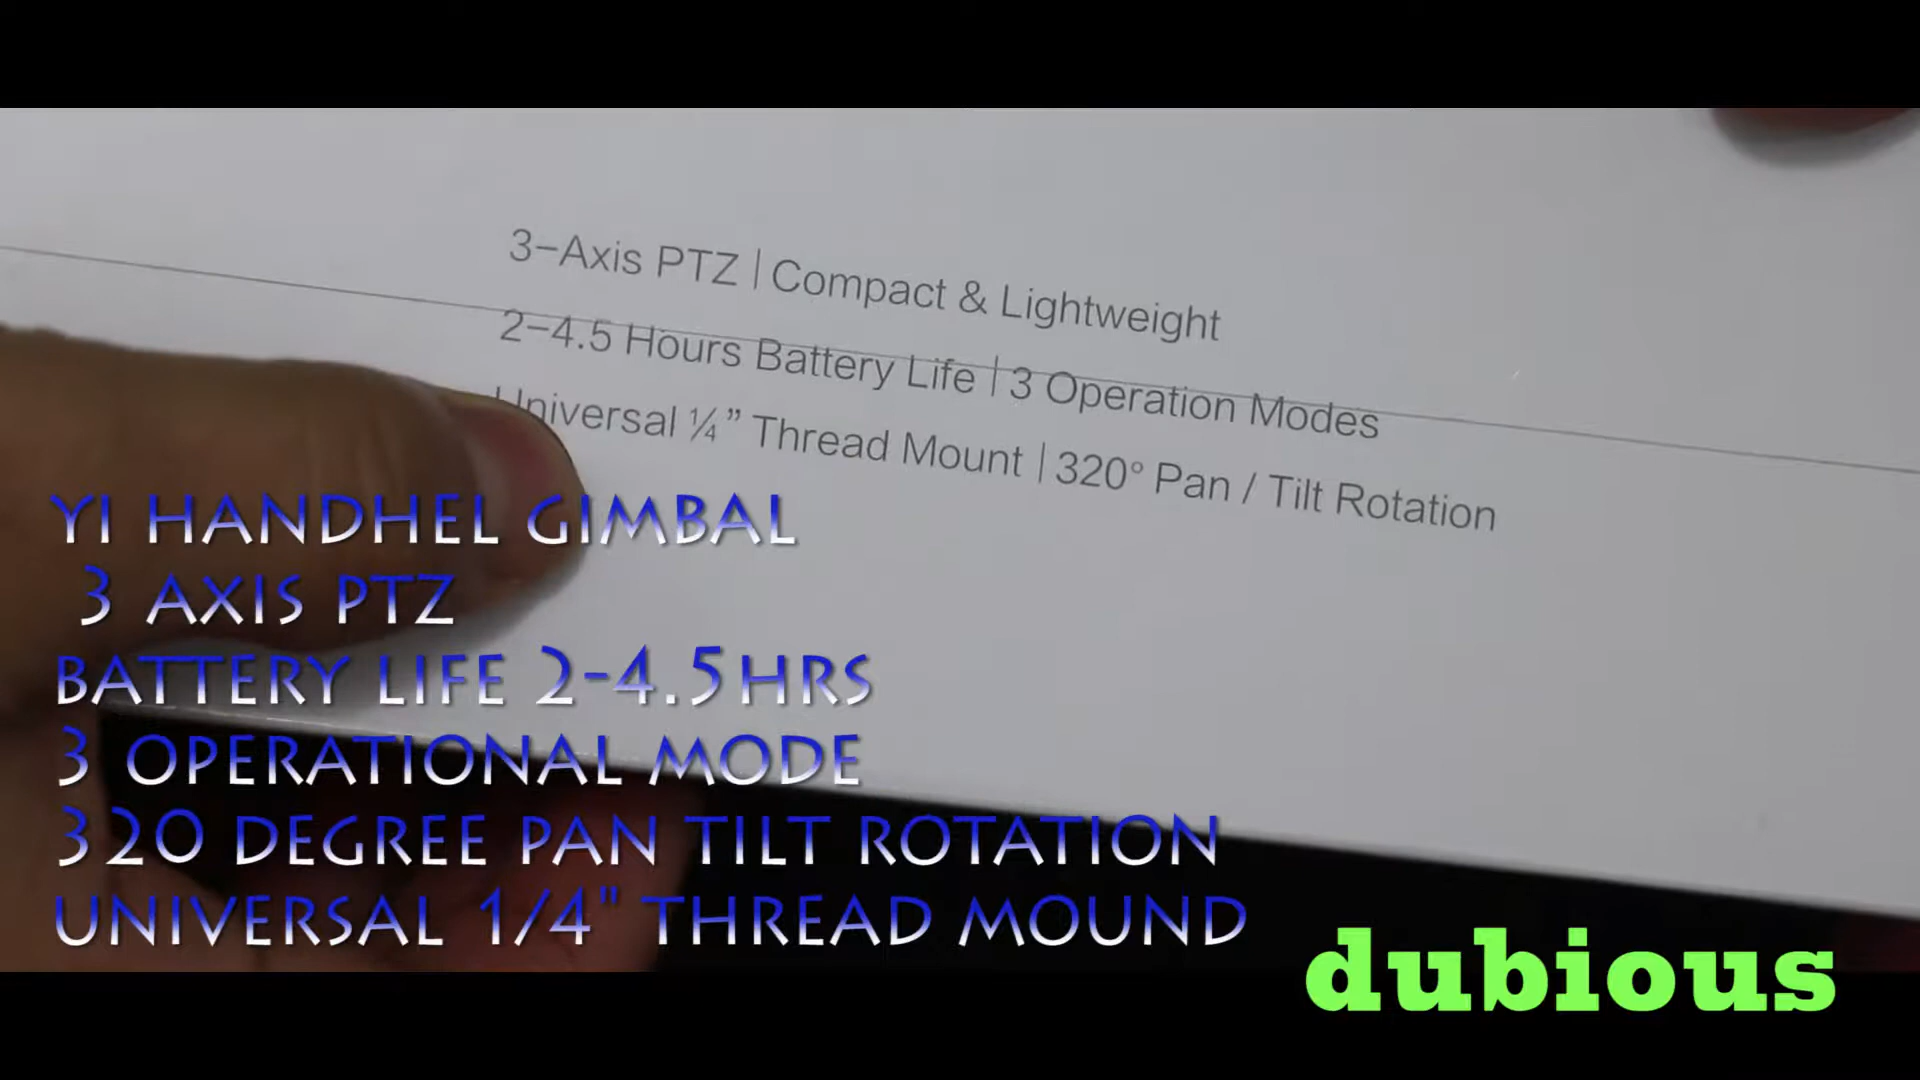 3-Axis PTZ | Compact & Lightweight
2-4.5 Hours Battery Life | 3 Operation Modes
Universal ¼” Thread Mount | 320° Pan / Tilt Rotation
YI HANDHEL GIMBAL
3 AXIS PTZ
BATTERY LIFE 2-4.5HRS
3 OPERATIONAL MODE
320 DEGREE PAN TILT ROTATION
UNIVERSAL 1/4" THREAD MOUND
dubious